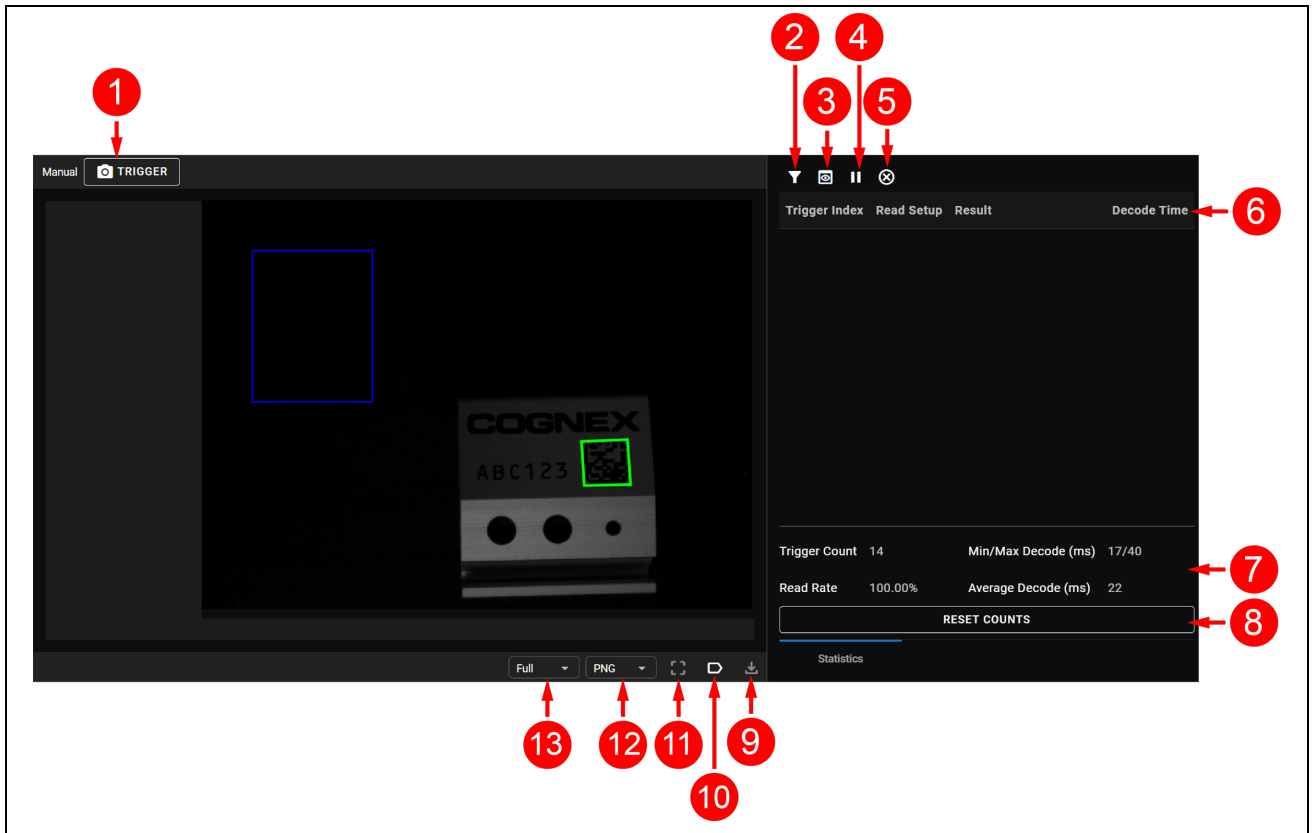 2 4
1 3 5
Manual TRIGGER
Trigger Index Read Setup Result Decode Time 6
COGNEX
ABC123
Trigger Count 14 Min/Max Decode (ms) 17/40
7
Read Rate 100.00% Average Decode (ms) 22
RESET COUNTS 8
Statistics
Full PNG
13 12 11 9
10